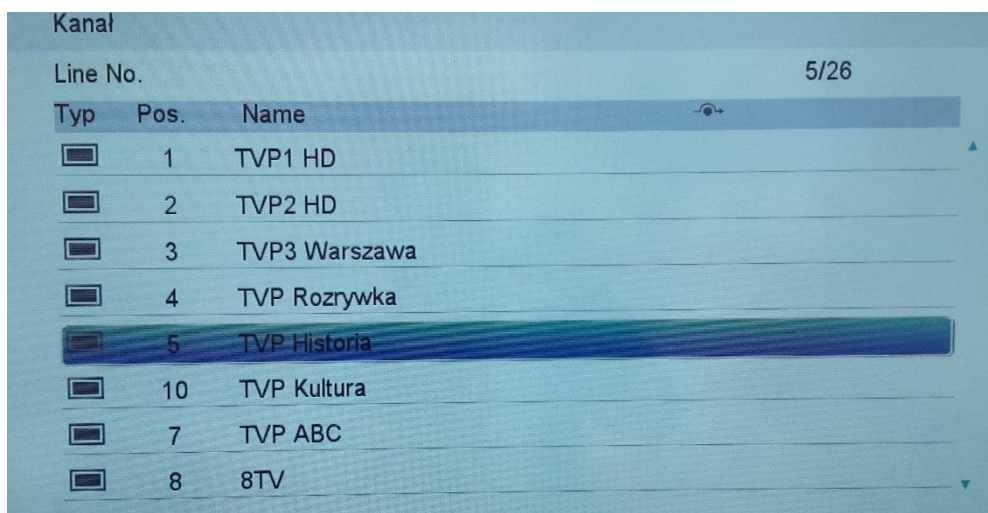 Kanał
Line No. 5/26
Typ Pos. Name
1 TVP1 HD
2 TVP2 HD
3 TVP3 Warszawa
4 TVP Rozrywka
5 TVP Historia
10 TVP Kultura
7 TVP ABC
8 8TV